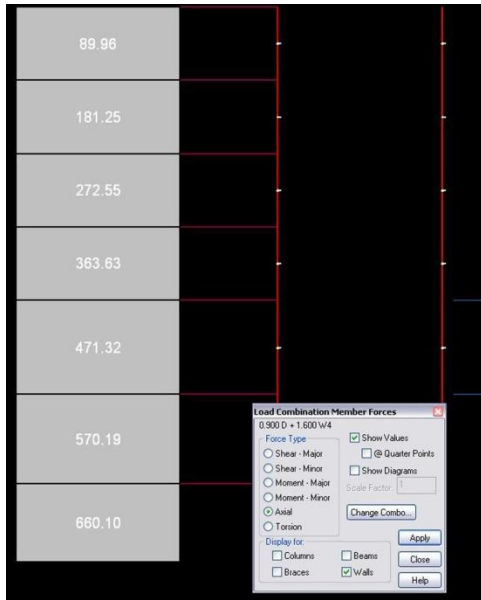 89.96
181.25
272.55
363.63
471.32
570.19
660.10
Load Combination Member Forces
0.900 D + 1.600 W4
Force Type
Shear - Major
Shear - Minor
Moment - Major
Moment - Minor
Axial
Torsion
Show Values
@ Quarter Points
Show Diagrams
Scale Factor: 1
Change Combo...
Display for:
Columns
Beams
Braces
Walls
Apply
Close
Help